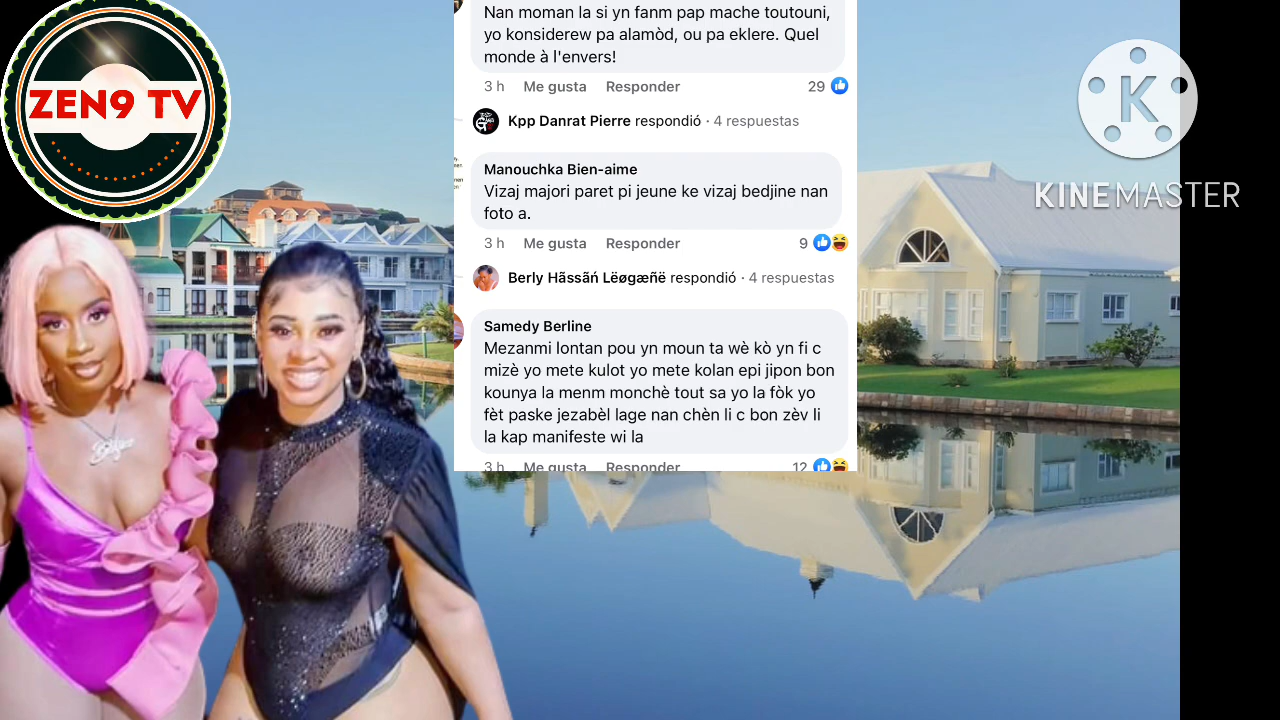 ZEN9 TV
Nan moman la si yn fanm pap mache toutouni,
yo konsiderew pa alamòd, ou pa eklere. Quel
monde à l'envers!
3 h Me gusta Responder 29
Kpp Danrat Pierre respondió · 4 respuestas
Manouchka Bien-aime
Vizaj majori paret pi jeune ke vizaj bedjine nan
foto a.
3 h Me gusta Responder 9
Berly Hãssãń Lëøgæñë respondió · 4 respuestas
Samedy Berline
Mezanmi lontan pou yn moun ta wè kò yn fi c
mizè yo mete kulot yo mete kolan epi jipon bon
kounya la menm monchè tout sa yo la fòk yo
fèt paske jezabèl lage nan chèn li c bon zèv li
la kap manifeste wi la
3 h Me gusta Responder 12
K
KINEMASTER